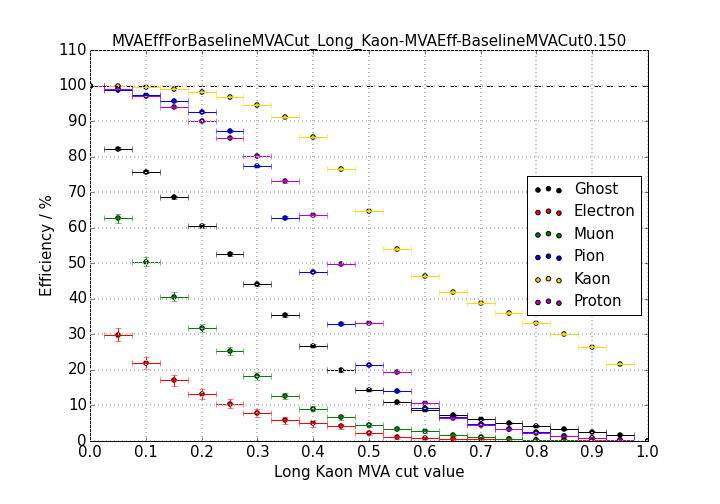 MVAEffForBaselineMVACut_Long_Kaon-MVAEff-BaselineMVACut0.150
110
100
90
80
70
60
50
40
30
20
10
0
Efficiency / %
Ghost
Electron
Muon
Pion
Kaon
Proton
0.0 0.1 0.2 0.3 0.4 0.5 0.6 0.7 0.8 0.9 1.0
Long Kaon MVA cut value